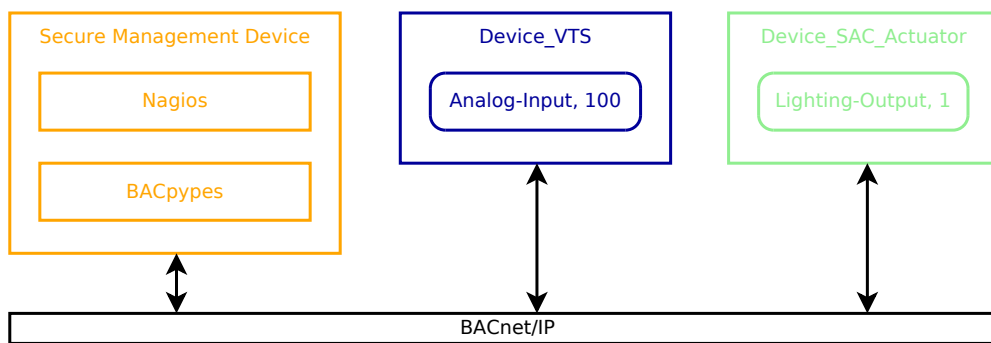 Secure Management Device
Nagios
BACpypes
Device_VTS
Analog-Input, 100
Device_SAC_Actuator
Lighting-Output, 1
BACnet/IP